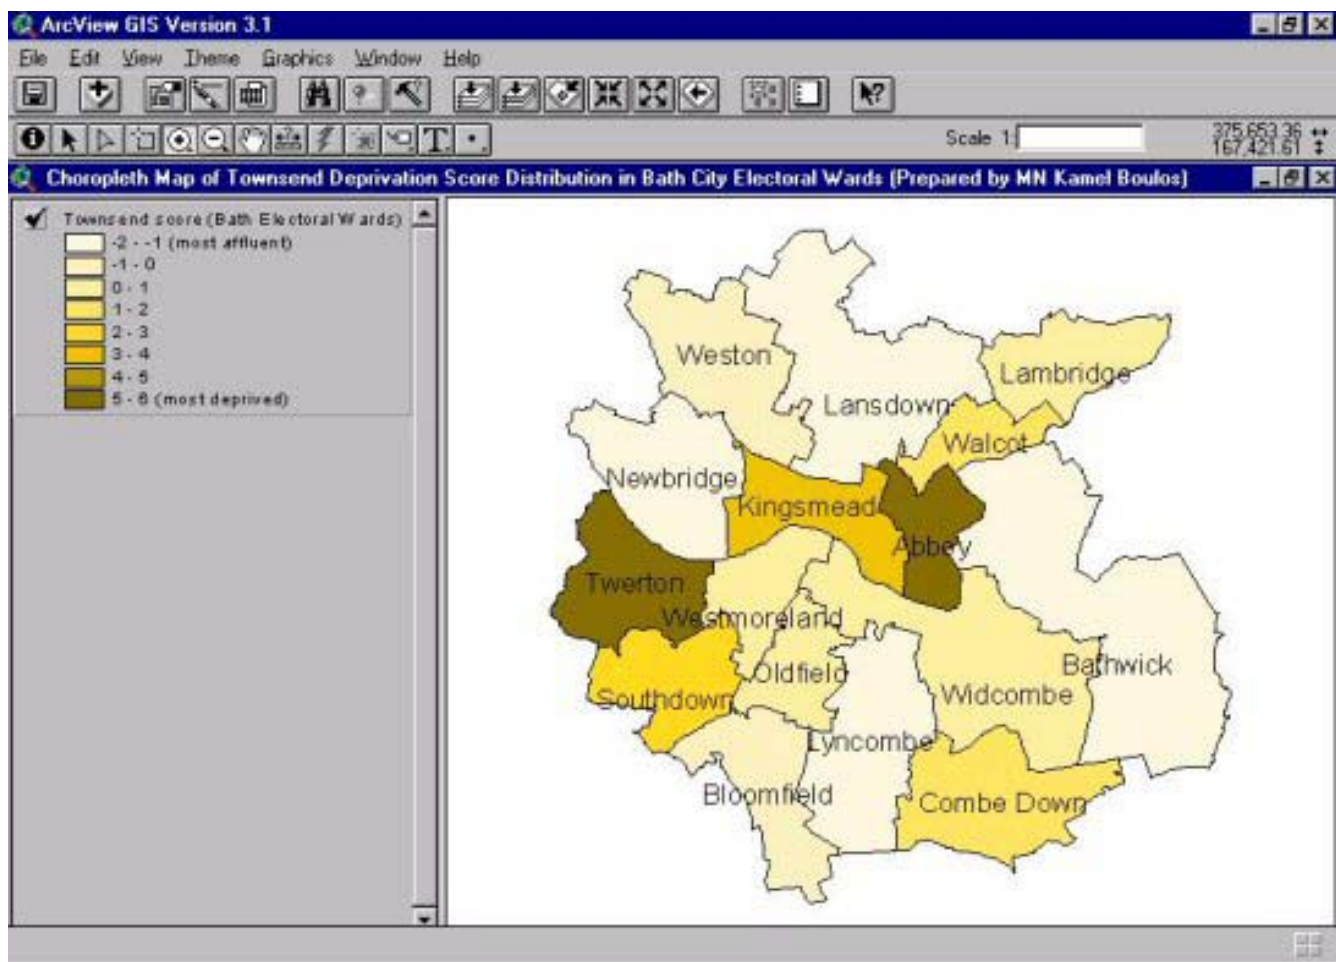 ArcView GIS Version 3.1
File Edit View Theme Graphics Window Help
Scale 1:
375,653.36
167,421.61
Choropleth Map of Townsend Deprivation Score Distribution in Bath City Electoral Wards (Prepared by MN Kamel Boulos)
Townsend score (Bath Electoral Wards)
-2 - -1 (most affluent)
-1 - 0
0 - 1
1 - 2
2 - 3
3 - 4
4 - 5
5 - 6 (most deprived)
Weston
Lambridge
Lansdown
Walcot
Newbridge
Kingsmead
Abbey
Twerton
Westmoreland
Oldfield
Bathwick
Southdown
Widcombe
Lyncombe
Bloomfield
Combe Down